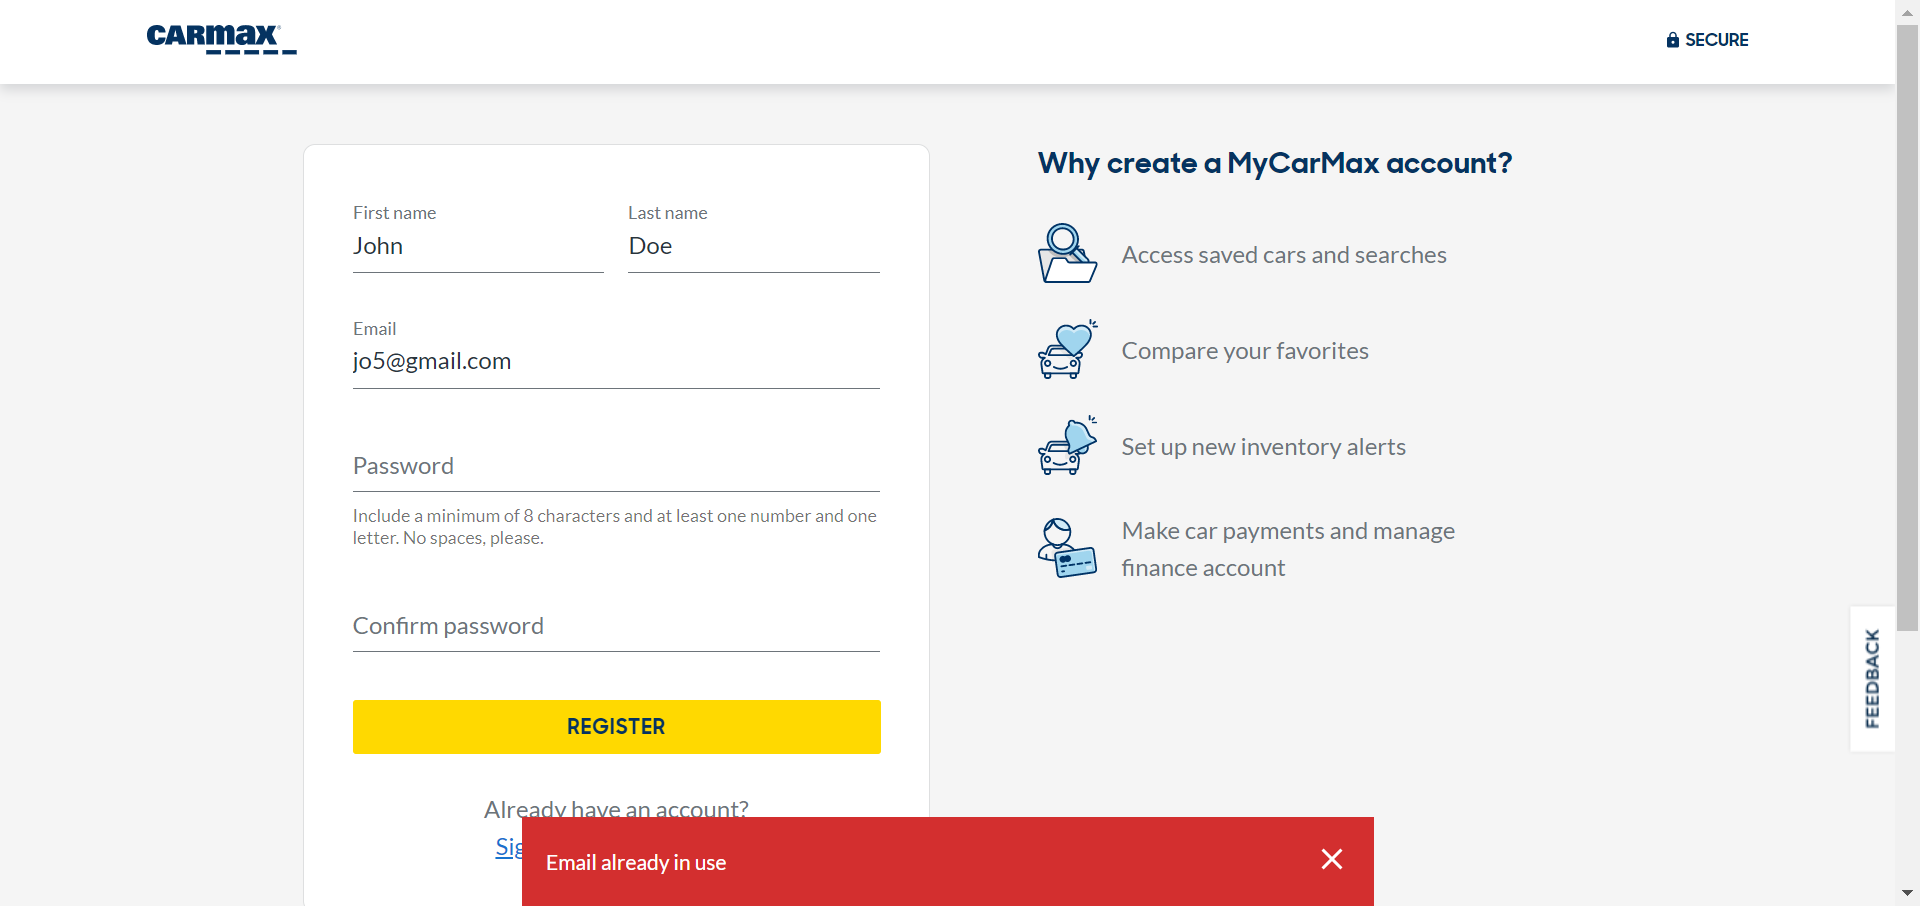 CARMAX
SECURE
First name
Last name
John
Doe
Email
jo5@gmail.com
Password
Include a minimum of 8 characters and at least one number and one
letter. No spaces, please.
Confirm password
REGISTER
Already have an account?
Sig
Email already in use
Why create a MyCarMax account?
Access saved cars and searches
Compare your favorites
Set up new inventory alerts
Make car payments and manage
finance account
FEEDBACK